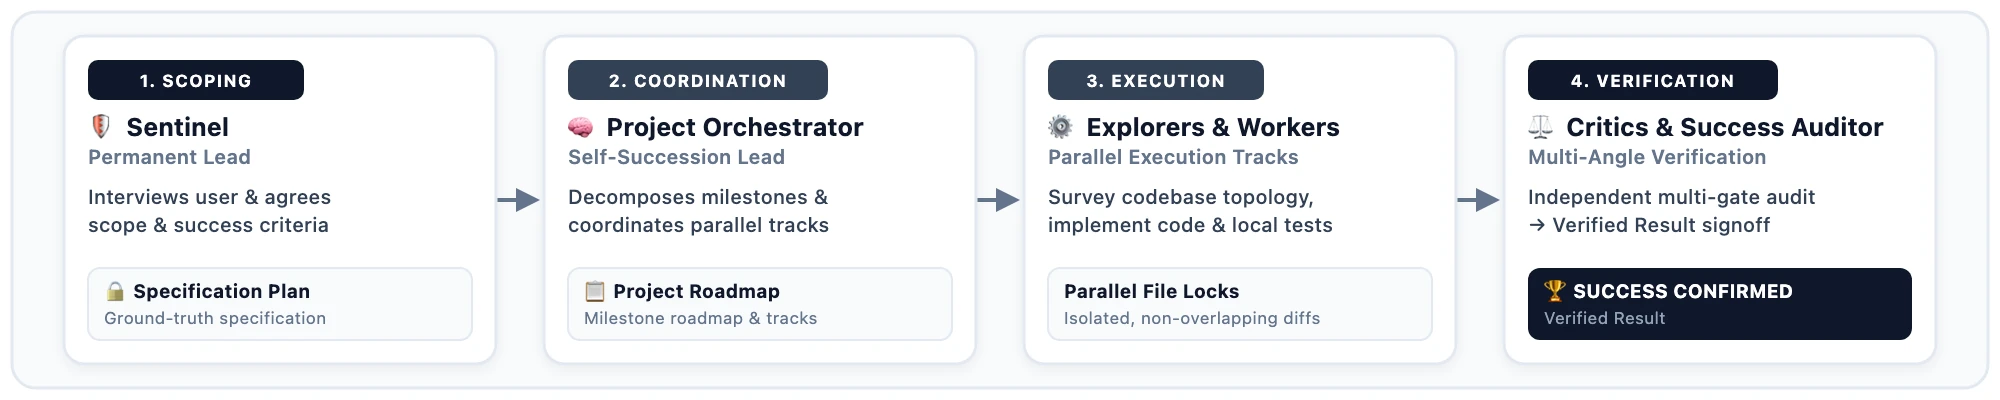 1. SCOPING
Sentinel
Permanent Lead
Interviews user & agrees
scope & success criteria
Specification Plan
Ground-truth specification
2. COORDINATION
Project Orchestrator
Self-Succession Lead
Decomposes milestones &
coordinates parallel tracks
Project Roadmap
Milestone roadmap & tracks
3. EXECUTION
Explorers & Workers
Parallel Execution Tracks
Survey codebase topology,
implement code & local tests
Parallel File Locks
Isolated, non-overlapping diffs
4. VERIFICATION
Critics & Success Auditor
Multi-Angle Verification
Independent multi-gate audit
→ Verified Result signoff
SUCCESS CONFIRMED
Verified Result